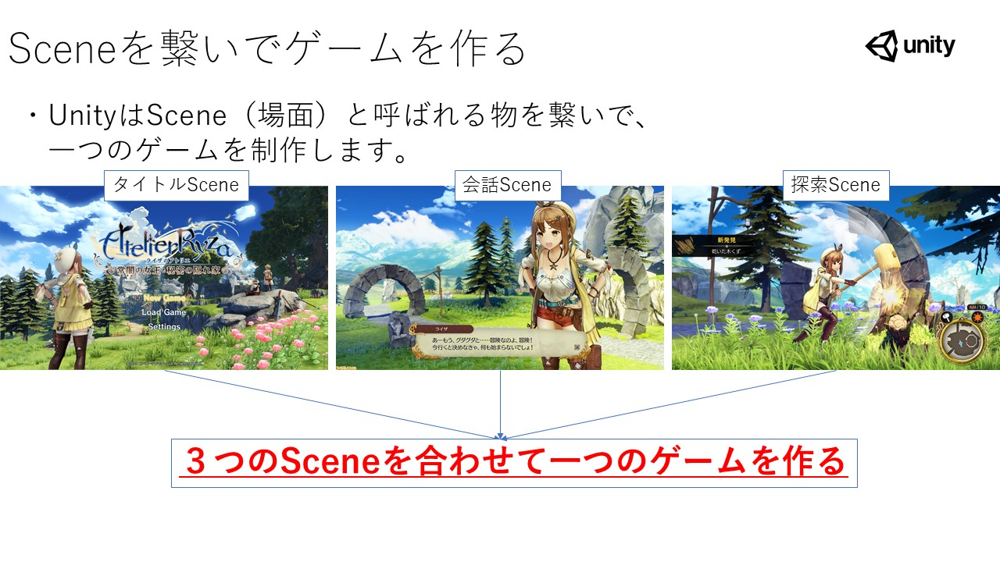 Sceneを繋いでゲームを作る
unity
・UnityはScene（場面）と呼ばれる物を繋いで、
一つのゲームを制作します。
タイトルScene
会話Scene
探索Scene
Atelier Ryza
ライザのアトリエ
～常闇の女王と秘密の隠れ家～
New Game
Load Game
Settings
ライザ
あーもう、グダグダと……冒険なのよ、冒険！
今行くと決めなきゃ、何も始まらないでしょ！
新発見
乾いた木くず
３つのSceneを合わせて一つのゲームを作る